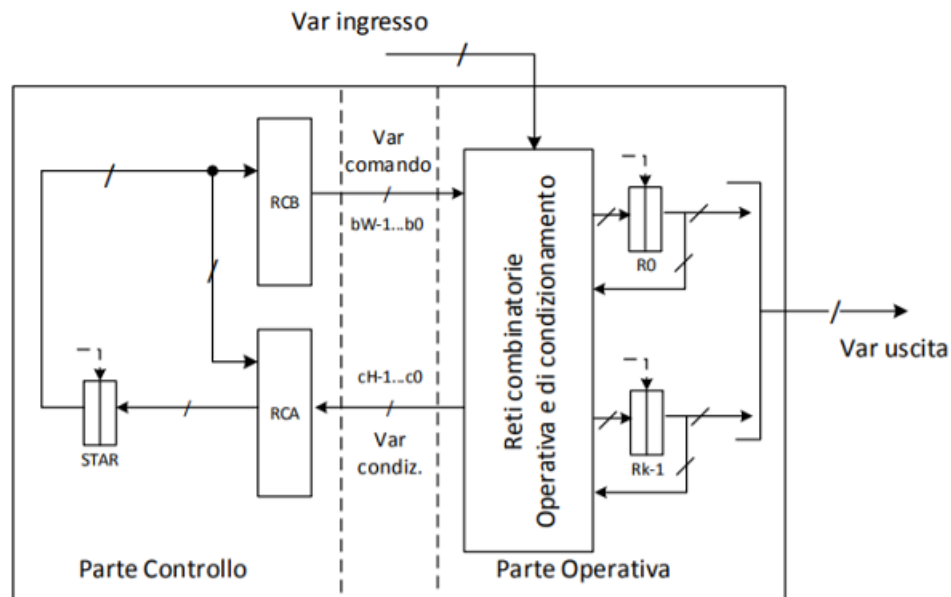 Var ingresso
Var
comando
RCB
bW-1...b0
R0
Reti combinatorie
Operativa e di condizionamento
Var uscita
cH-1...c0
RCA
Var
condiz.
STAR
Rk-1
Parte Controllo
Parte Operativa